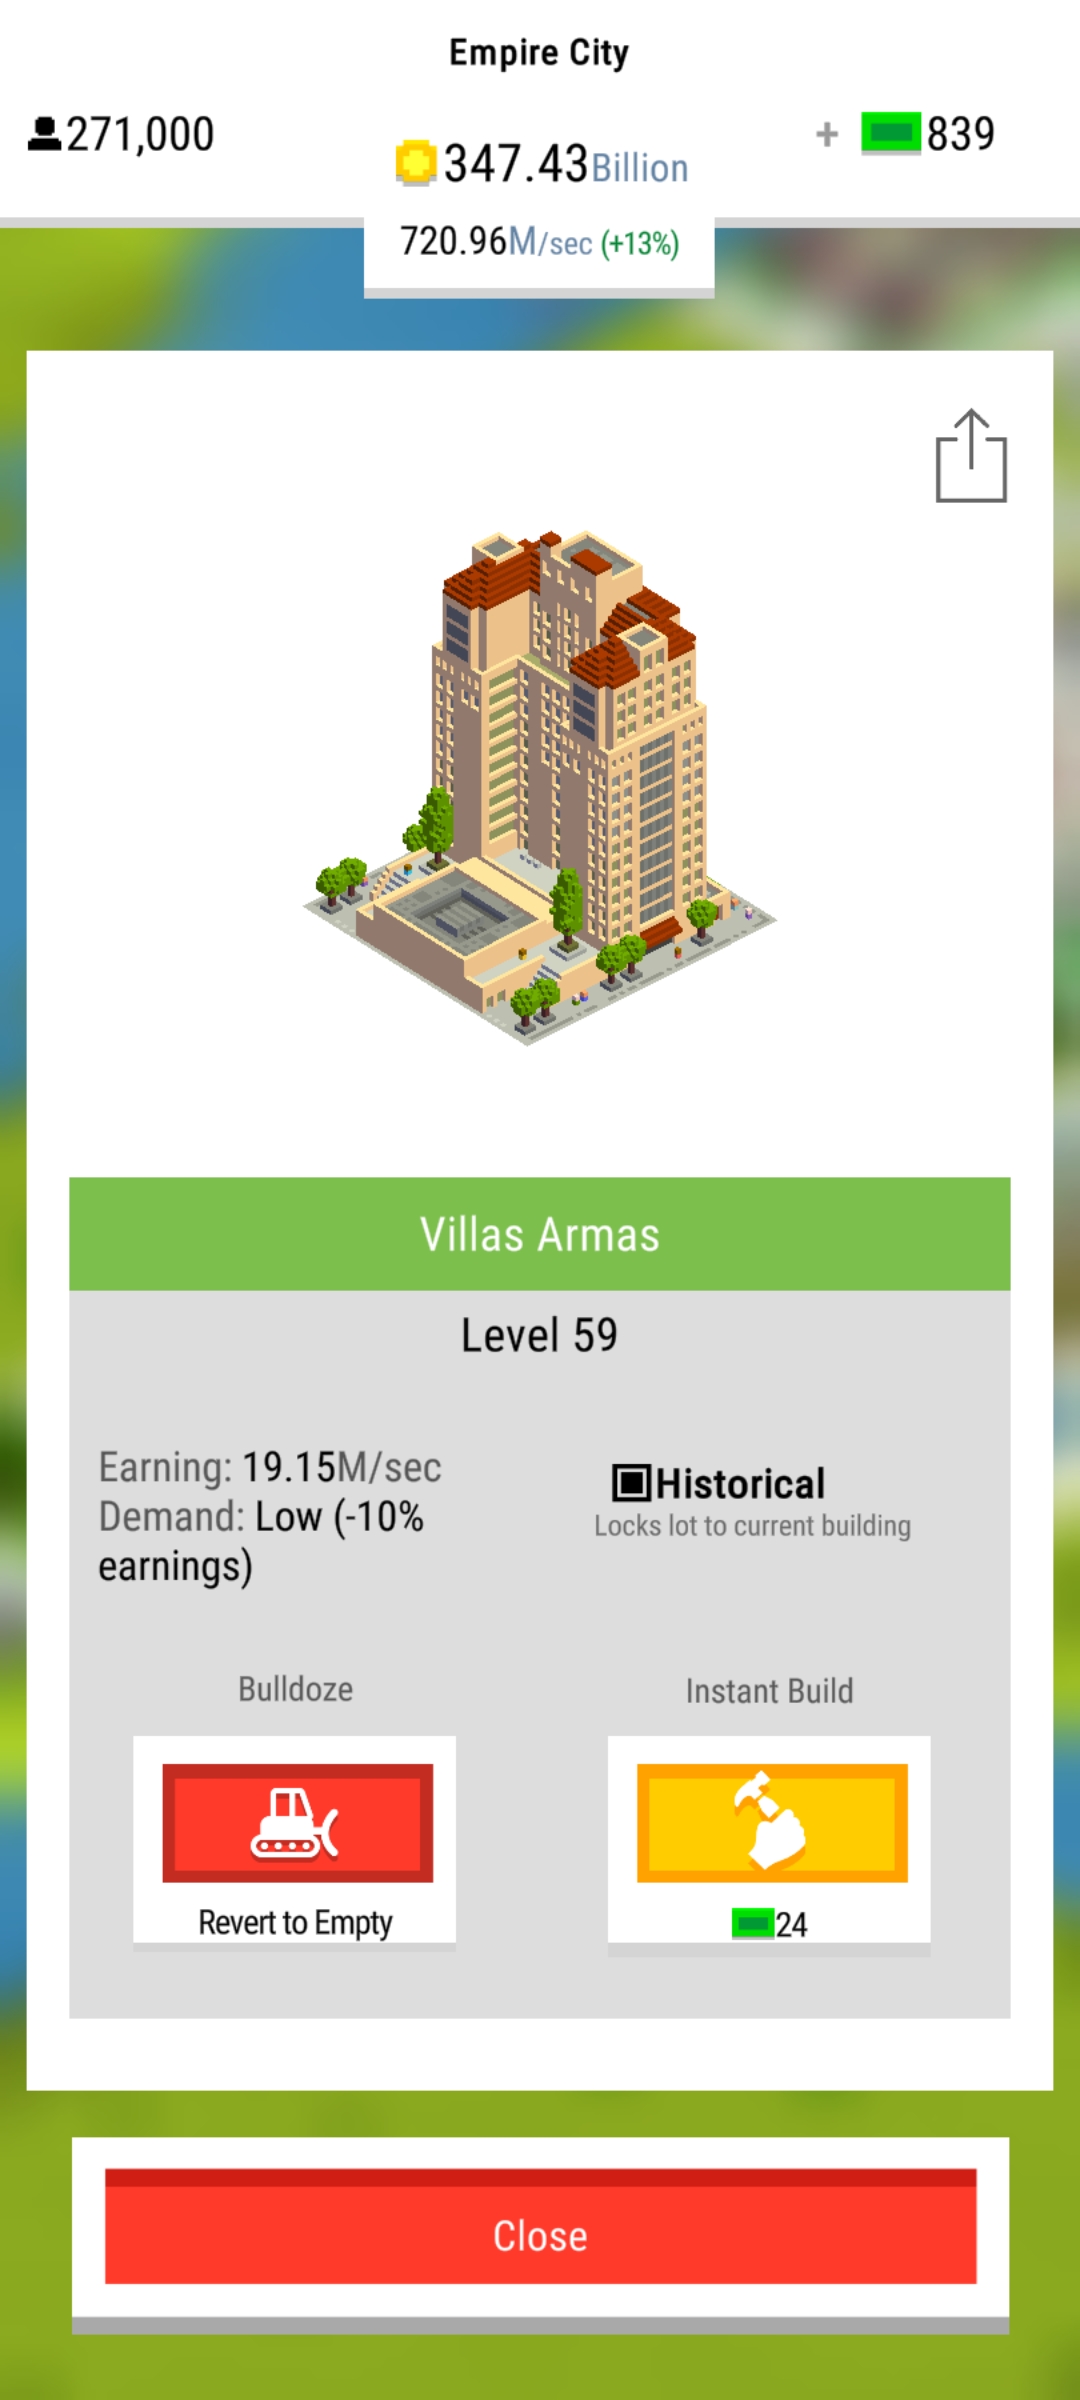 Empire City
271,000
347.43Billion
+ 839
720.96M/sec (+13%)
Villas Armas
Level 59
Earning: 19.15M/sec
Demand: Low (-10%
earnings)
Historical
Locks lot to current building
Bulldoze
Instant Build
Revert to Empty
24
Close